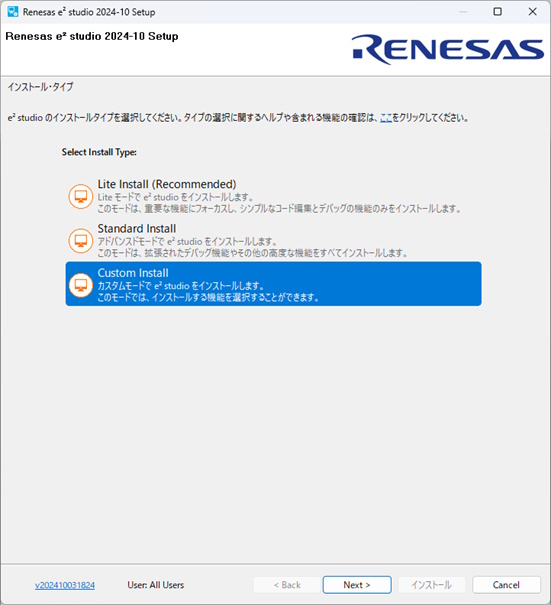 Renesas e² studio 2024-10 Setup
Renesas e² studio 2024-10 Setup
RENESAS
インストール・タイプ
e² studio のインストールタイプを選択してください。タイプの選択に関するヘルプや含まれる機能の確認は、ここをクリックしてください。
Select Install Type:
Lite Install (Recommended)
Lite モードで e² studio をインストールします。
このモードは、重要な機能にフォーカスし、シンプルなコード編集とデバッグの機能のみをインストールします。
Standard Install
アドバンスドモードで e² studio をインストールします。
このモードは、拡張されたデバッグ機能やその他の高度な機能をすべてインストールします。
Custom Install
カスタムモードで e² studio をインストールします。
このモードでは、インストールする機能を選択することができます。
v202410031824
User: All Users
< Back
Next >
インストール
Cancel